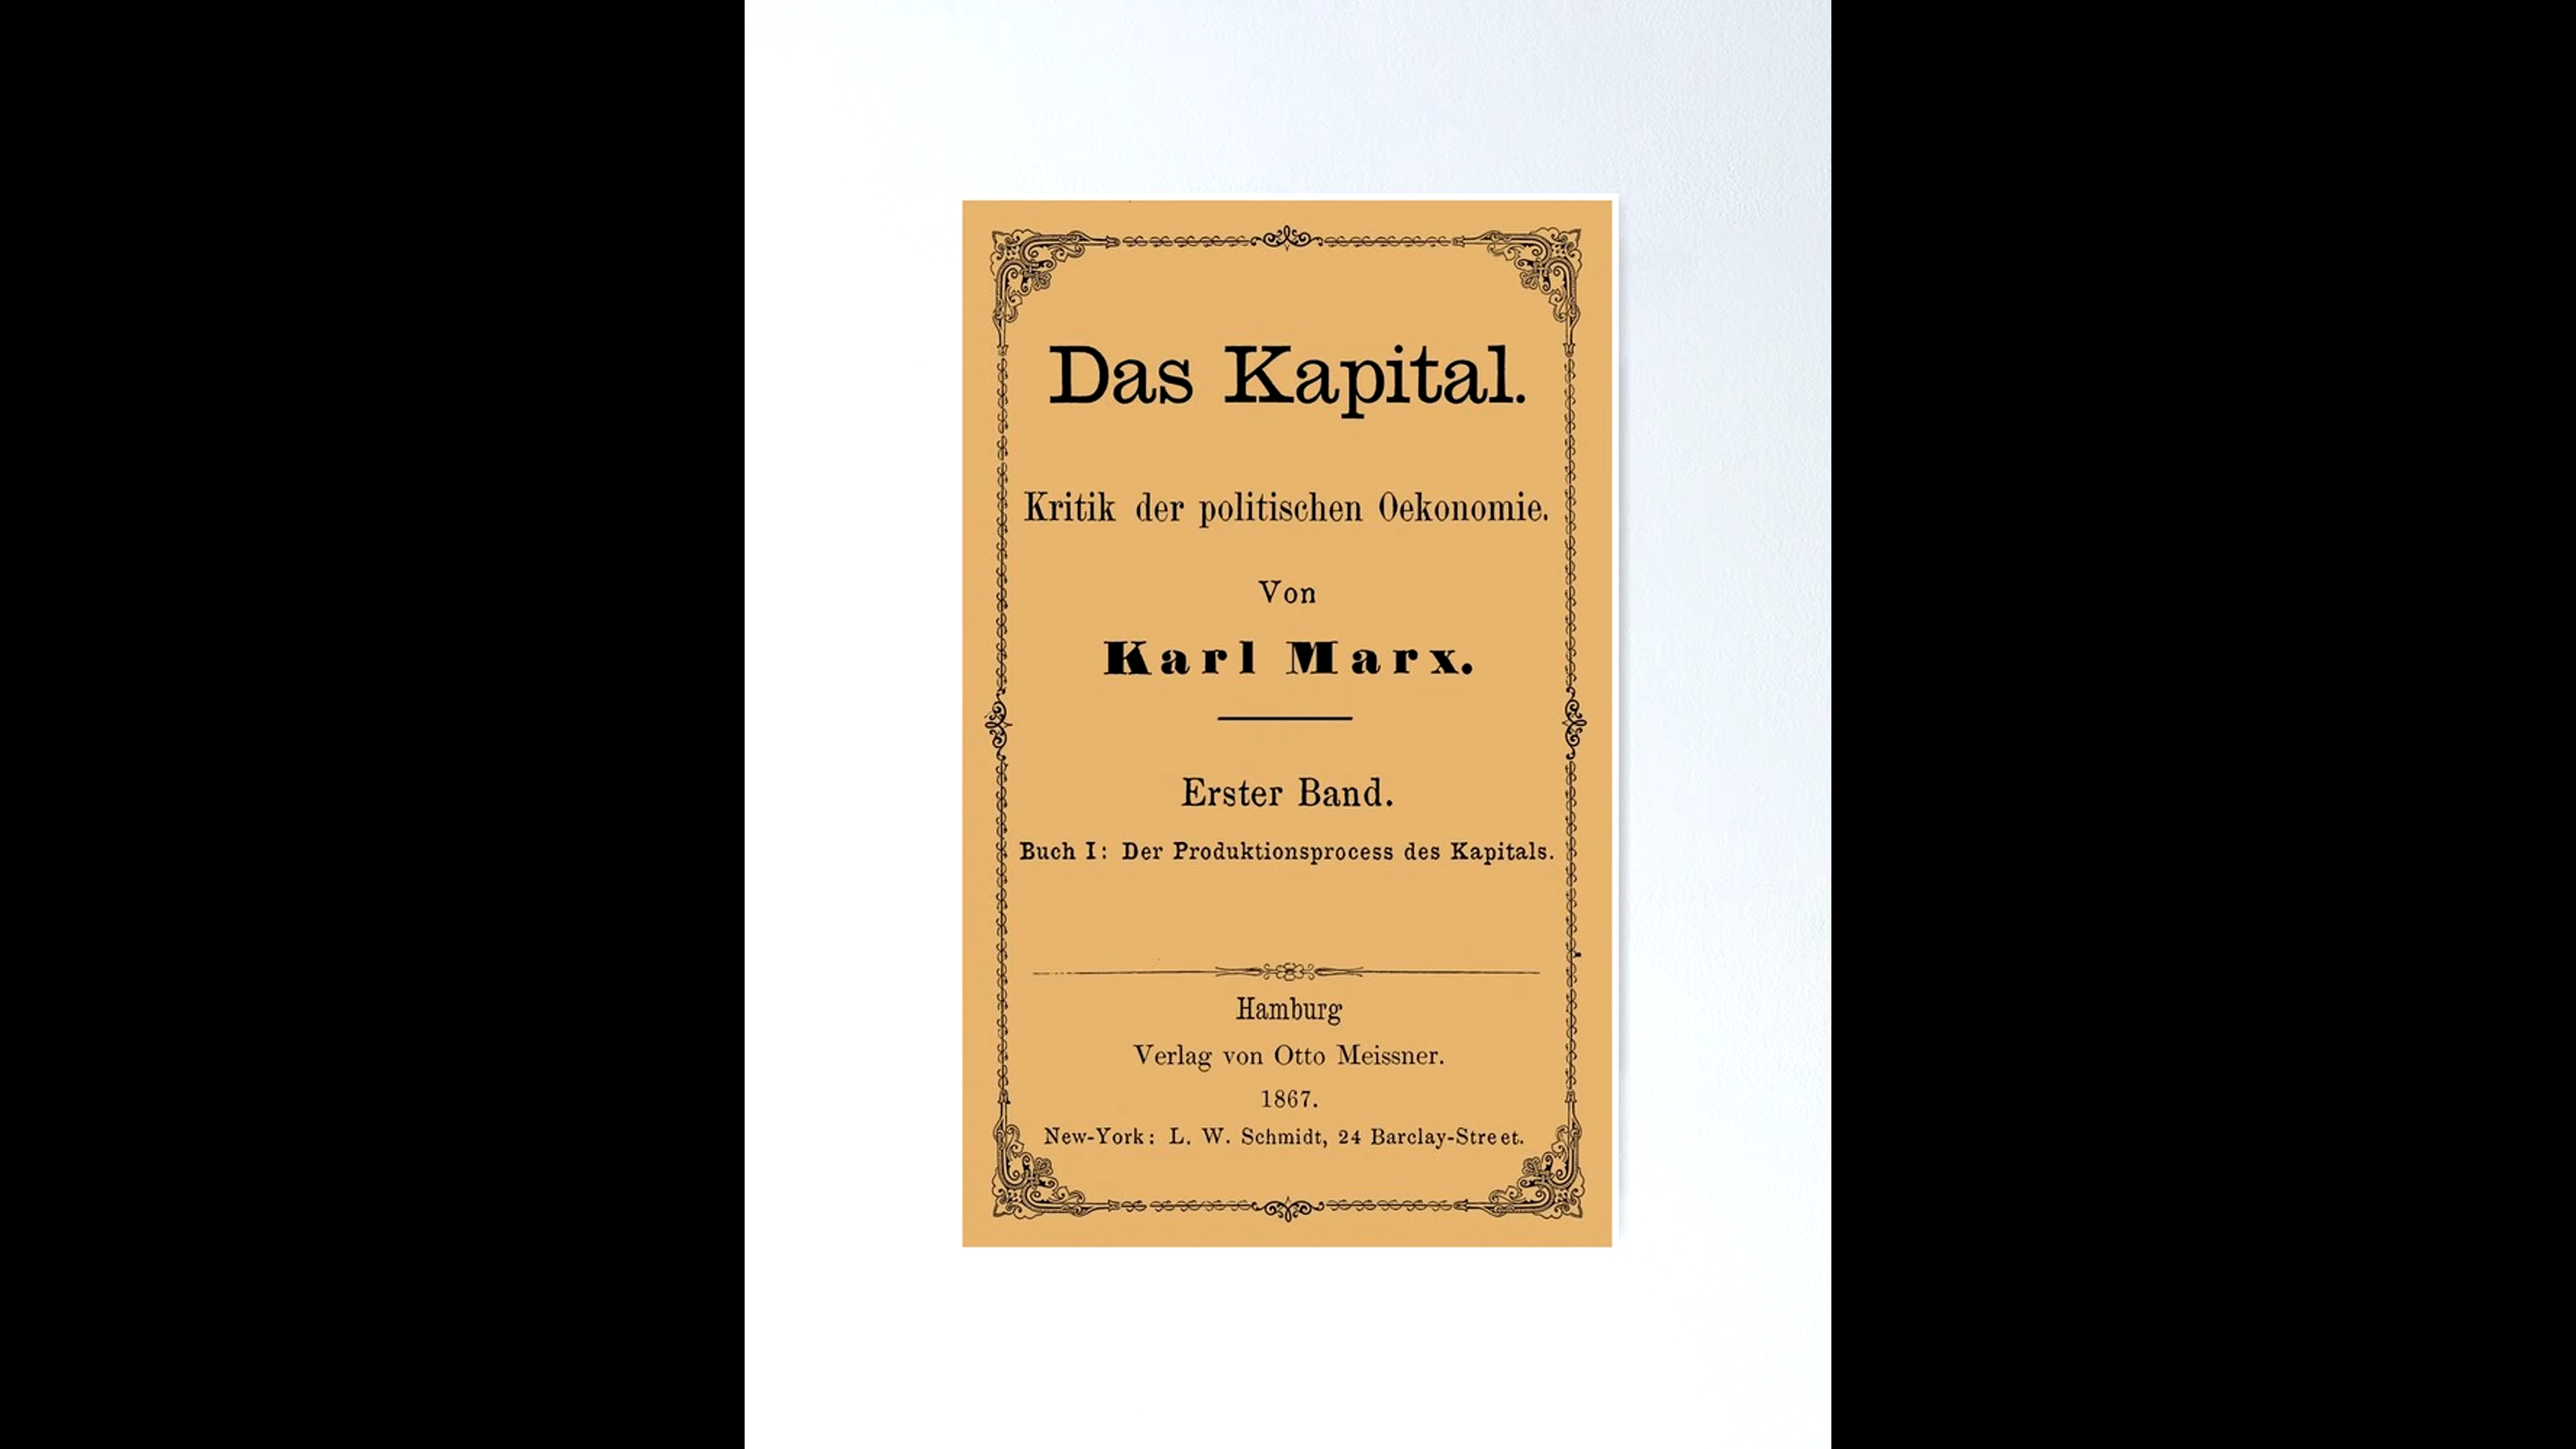 Das Kapital.
Kritik der politischen Oekonomie.
Von
Karl Marx.
Erster Band.
Buch I: Der Produktionsprocess des Kapitals.
Hamburg
Verlag von Otto Meissner.
1867.
New-York: L. W. Schmidt, 24 Barclay-Street.